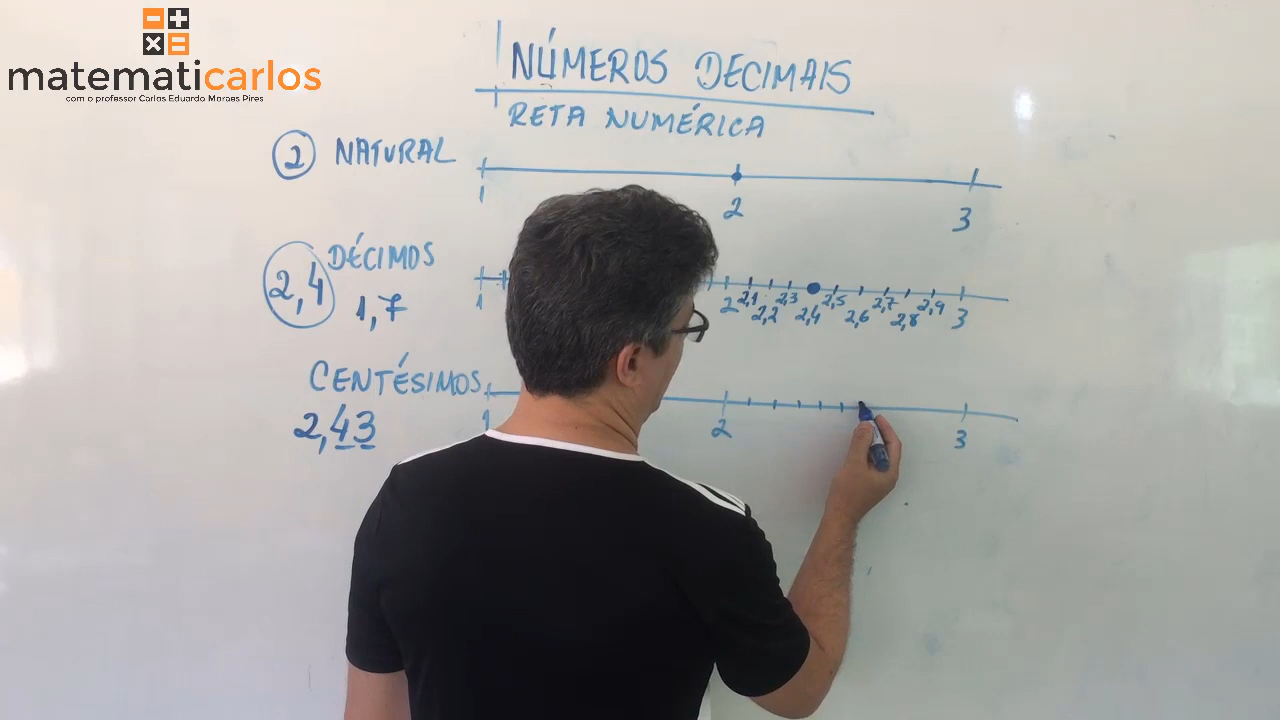 matematicarlos
com o professor Carlos Eduardo Moraes Pires
NÚMEROS DECIMAIS
RETA NUMÉRICA
2 NATURAL
1 2 3
2,4 DÉCIMOS
1,7
1 2 2,1 2,2 2,3 2,4 2,5 2,6 2,7 2,8 2,9 3
CENTÉSIMOS
2,43
1 2 3